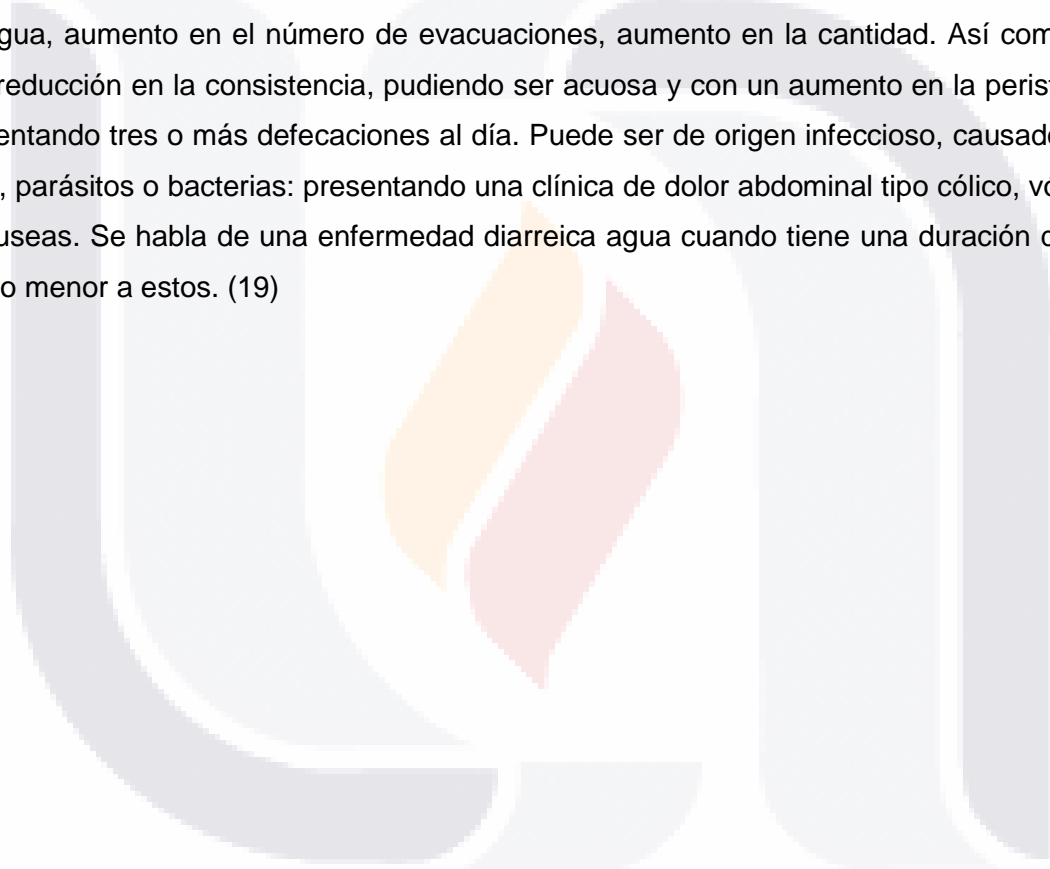 gua, aumento en el número de evacuaciones, aumento en la cantidad. Así com
reducción en la consistencia, pudiendo ser acuosa y con un aumento en la perist
entando tres o más defecaciones al día. Puede ser de origen infeccioso, causad
, parásitos o bacterias: presentando una clínica de dolor abdominal tipo cólico, vó
useas. Se habla de una enfermedad diarreica agua cuando tiene una duración d
o menor a estos. (19)